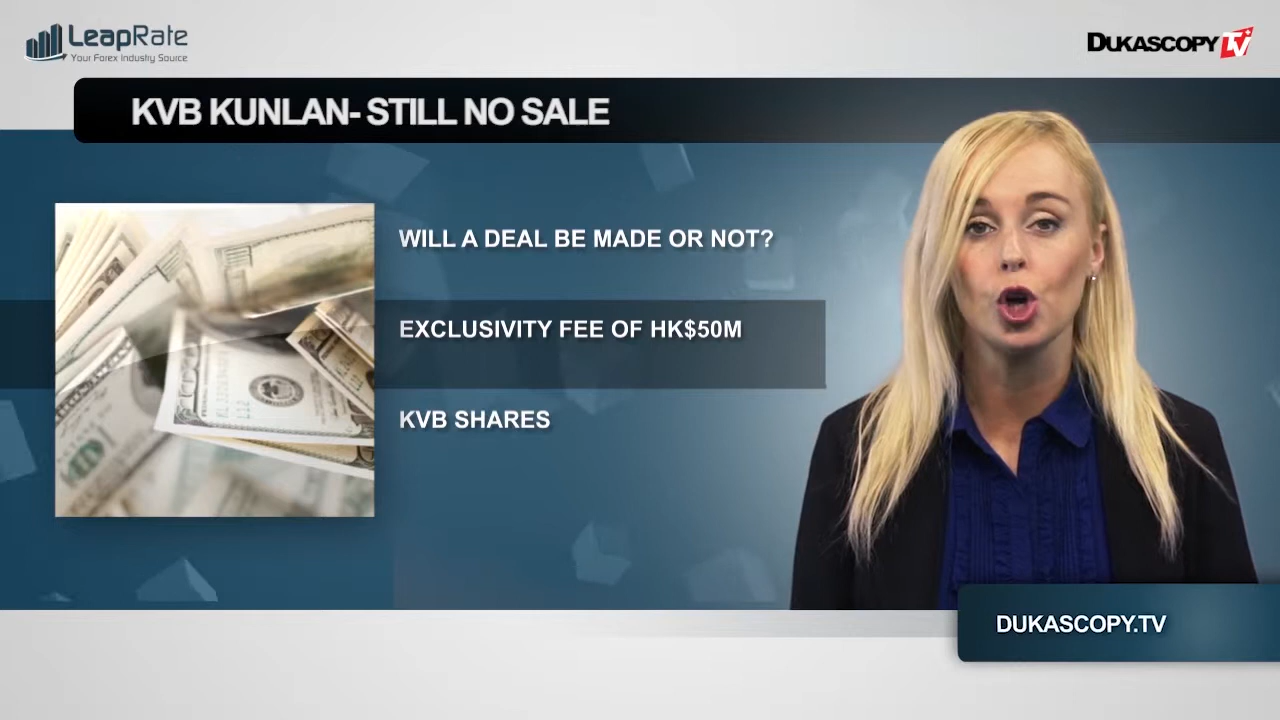 LeapRate
Your Forex Industry Source
DUKASCOPY TV
KVB KUNLAN- STILL NO SALE
WILL A DEAL BE MADE OR NOT?
EXCLUSIVITY FEE OF HK$50M
KVB SHARES
DUKASCOPY.TV